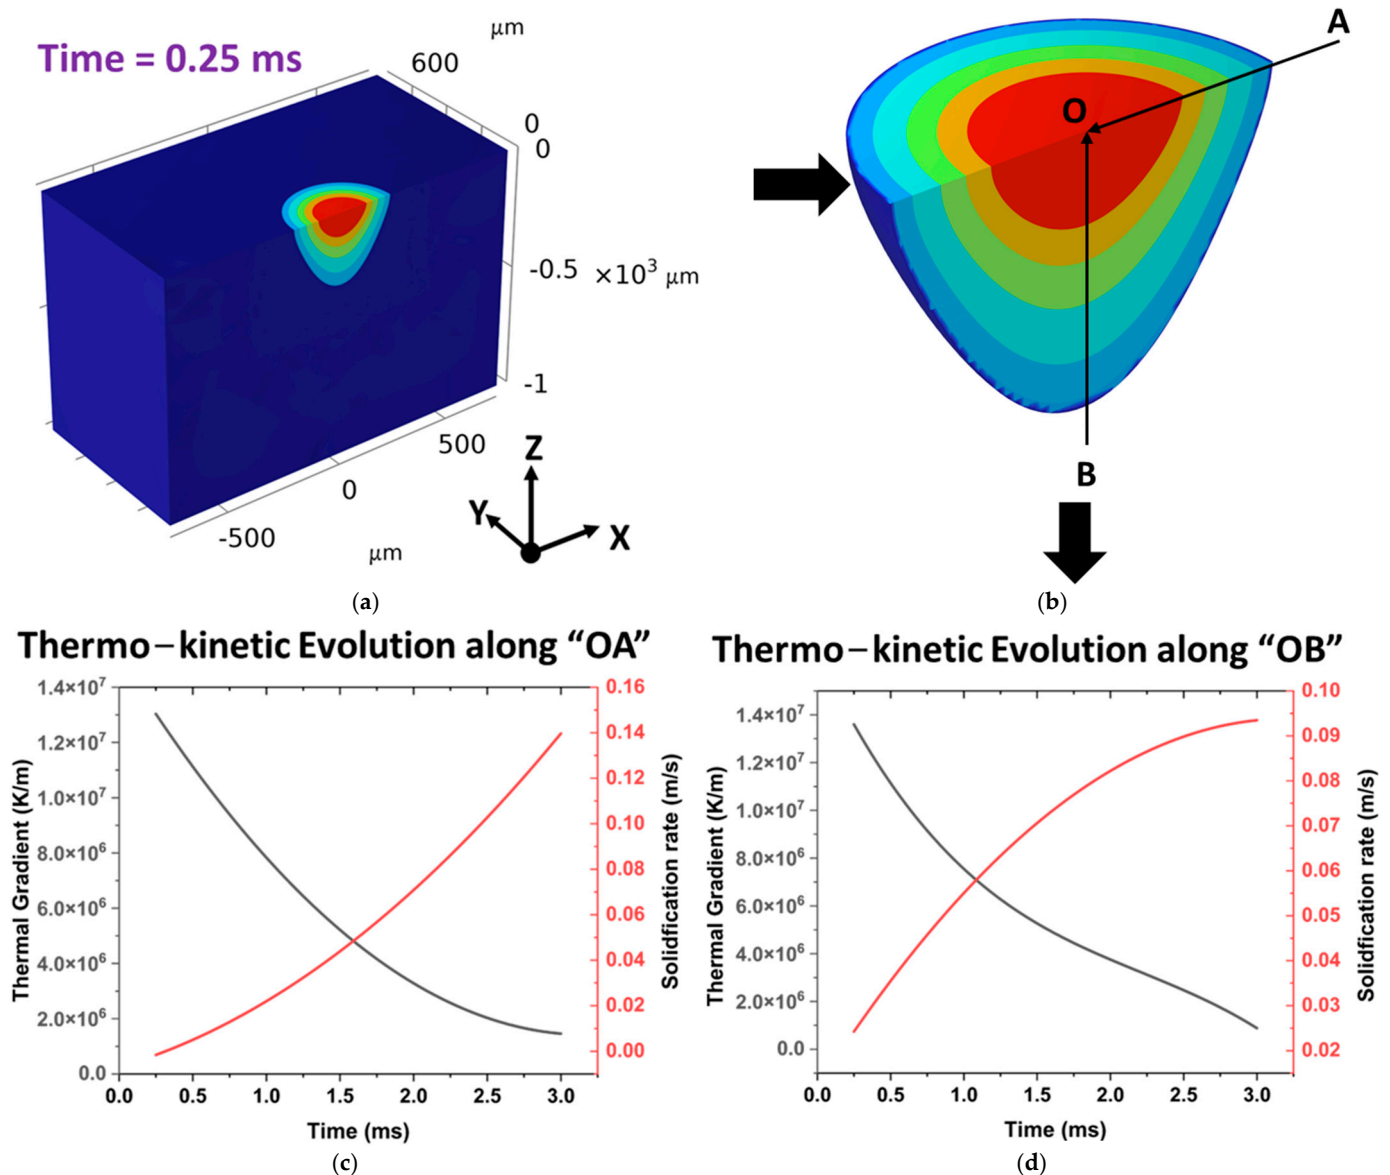 Time = 0.25 ms
μm
600
0
0
-0.5 ×10³ μm
-1
500
0
-500
μm
Z
Y
X
(a)
A
O
B
(b)
Thermo–kinetic Evolution along “OA”
1.4×10⁷
1.2×10⁷
1.0×10⁷
8.0×10⁶
6.0×10⁶
4.0×10⁶
2.0×10⁶
0.0
Thermal Gradient (K/m)
0.16
0.14
0.12
0.10
0.08
0.06
0.04
0.02
0.00
Solidfication rate (m/s)
0.0 0.5 1.0 1.5 2.0 2.5 3.0
Time (ms)
(c)
Thermo–kinetic Evolution along “OB”
1.4×10⁷
1.2×10⁷
1.0×10⁷
8.0×10⁶
6.0×10⁶
4.0×10⁶
2.0×10⁶
0.0
Thermal Gradient (K/m)
0.10
0.09
0.08
0.07
0.06
0.05
0.04
0.03
0.02
Solidfication rate (m/s)
0.0 0.5 1.0 1.5 2.0 2.5 3.0
Time (ms)
(d)